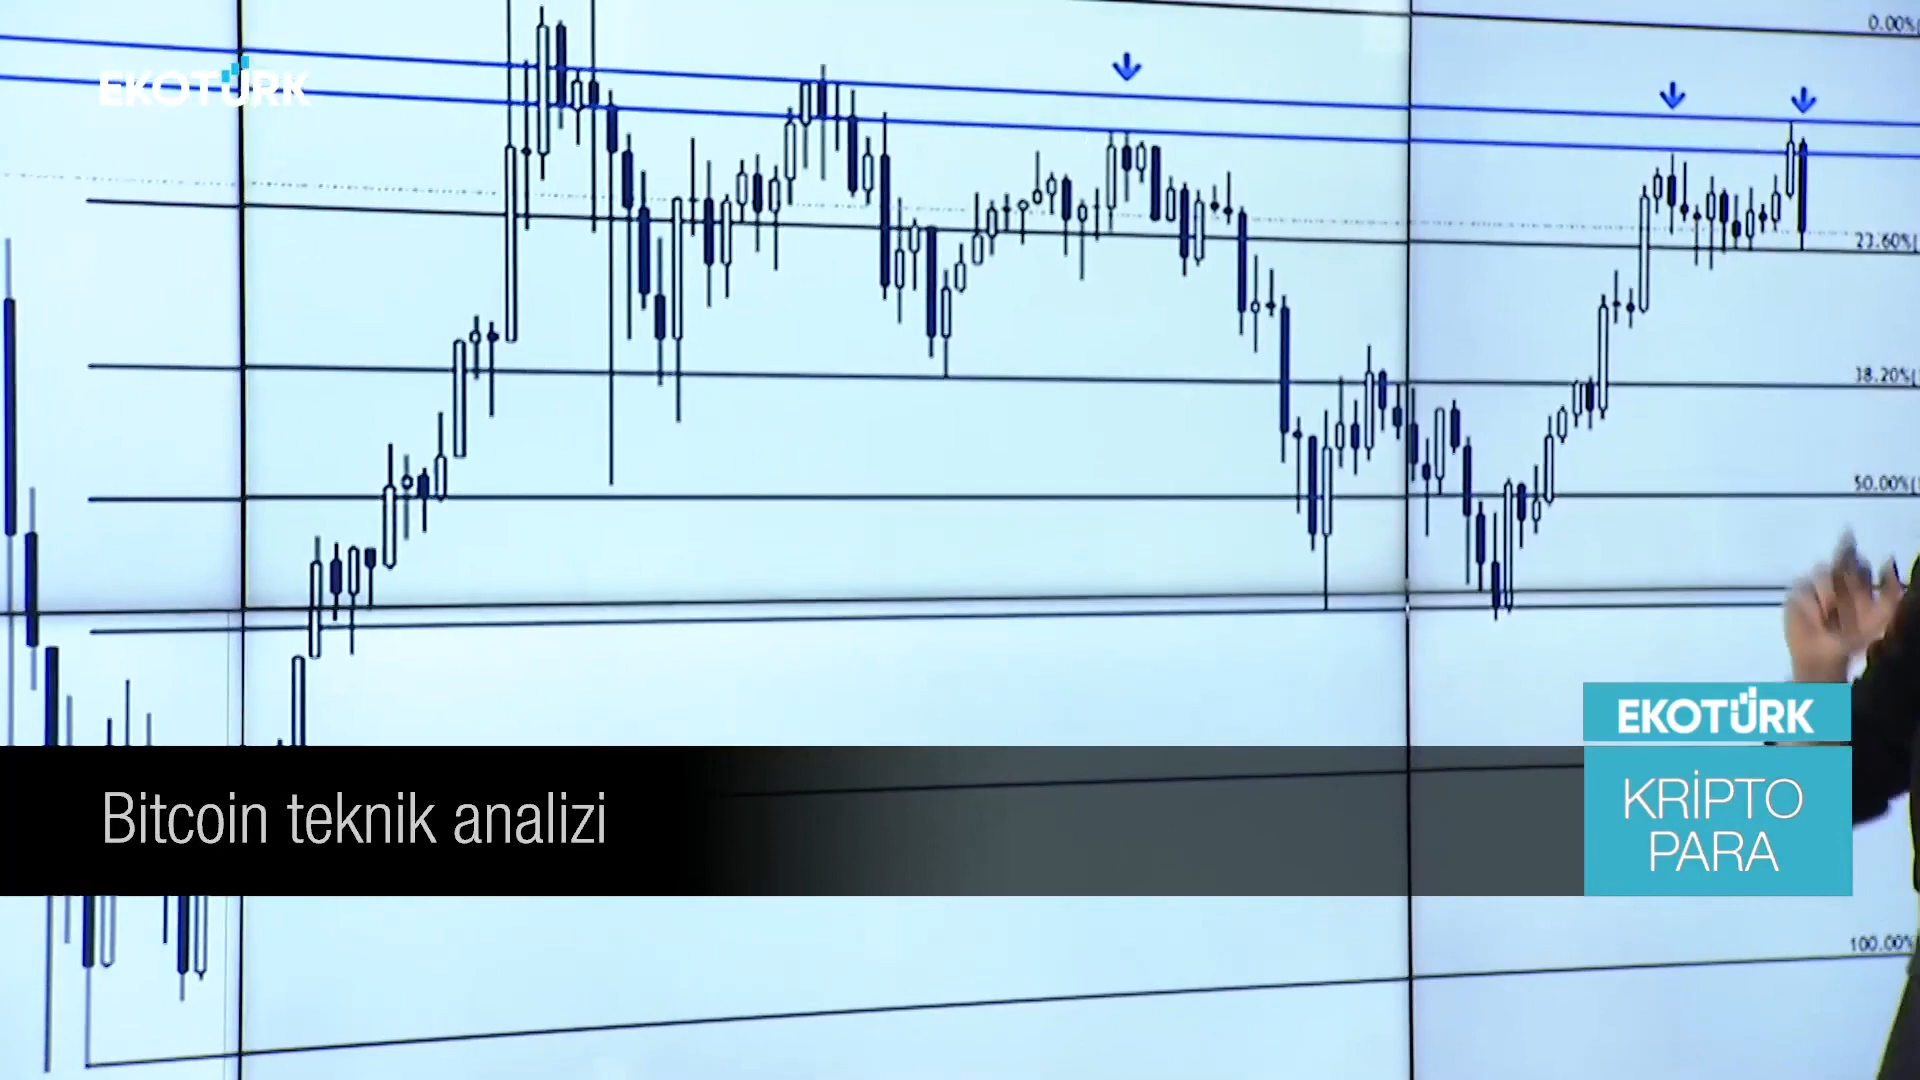 EKOTÜRK
0.00%
23.60%
38.20%
50.00%
EKOTÜRK
Bitcoin teknik analizi
KRİPTO
PARA
100.00%